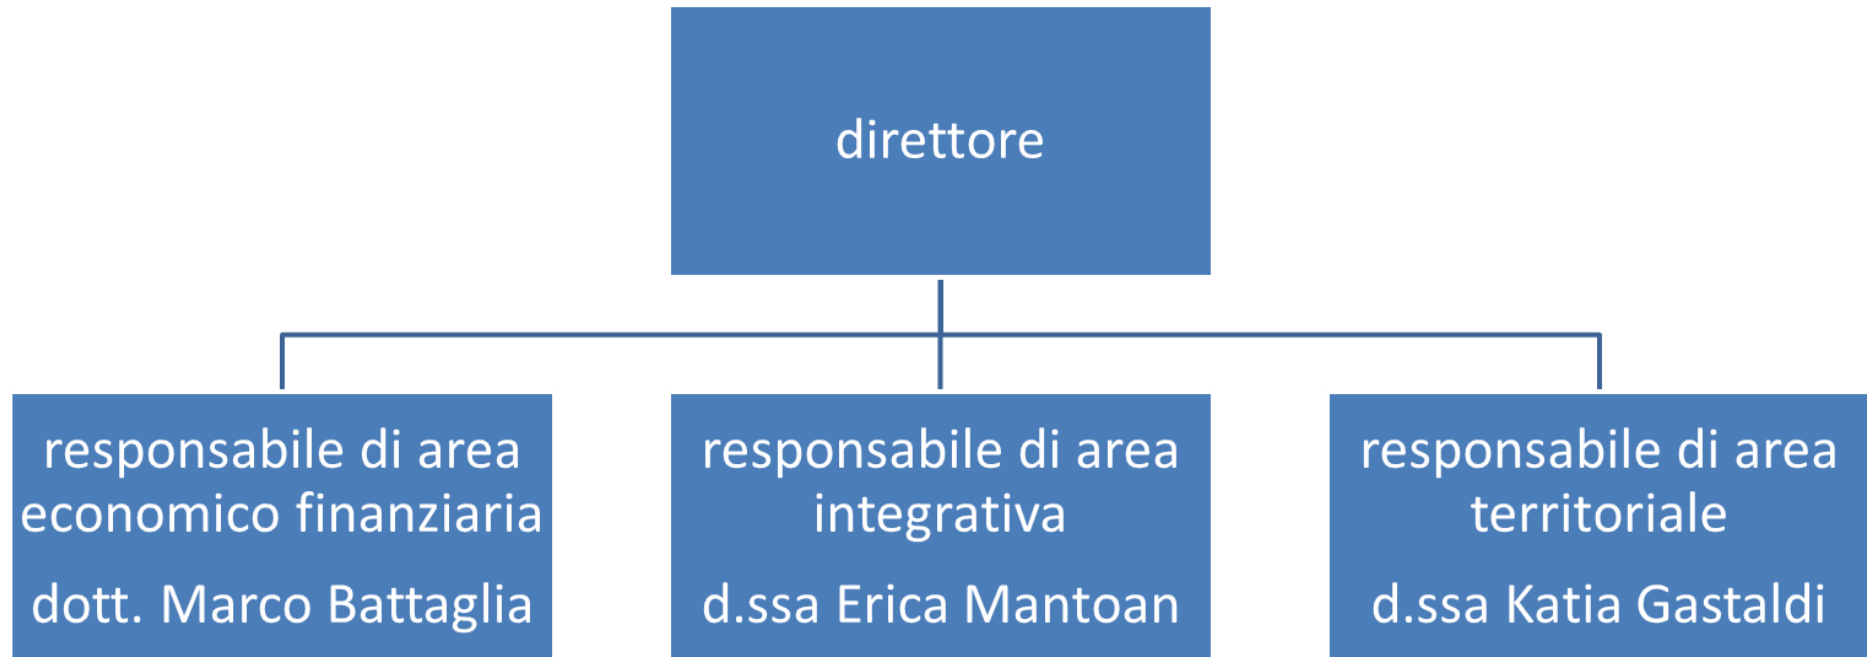 direttore
responsabile di area
economico finanziaria
dott. Marco Battaglia
responsabile di area
integrativa
d.ssa Erica Mantoan
responsabile di area
territoriale
d.ssa Katia Gastaldi